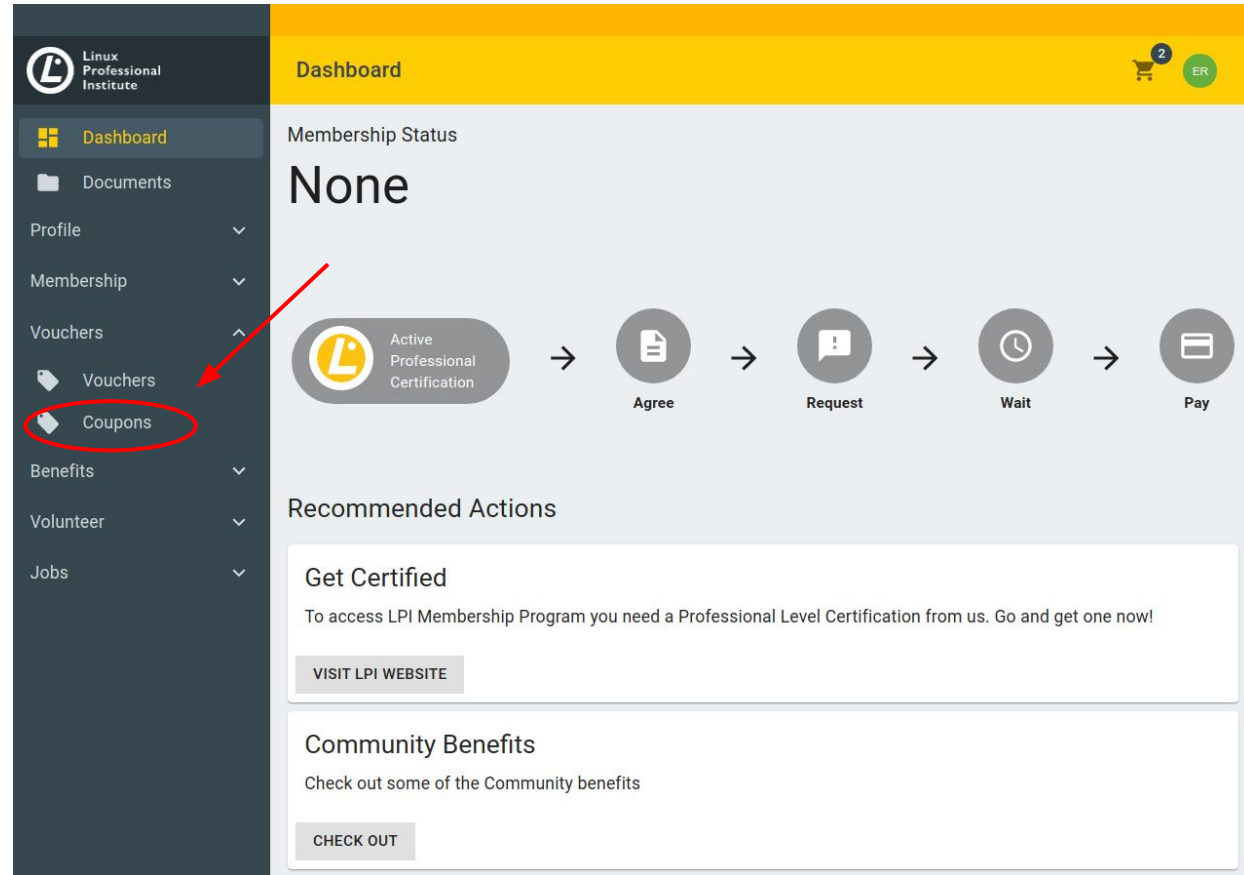 Linux
Professional
Institute
Dashboard
2
ER
Dashboard
Documents
Profile
Membership
Vouchers
Vouchers
Coupons
Benefits
Volunteer
Jobs
Membership Status
None
Active
Professional
Certification
Agree
Request
Wait
Pay
Recommended Actions
Get Certified
To access LPI Membership Program you need a Professional Level Certification from us. Go and get one now!
VISIT LPI WEBSITE
Community Benefits
Check out some of the Community benefits
CHECK OUT